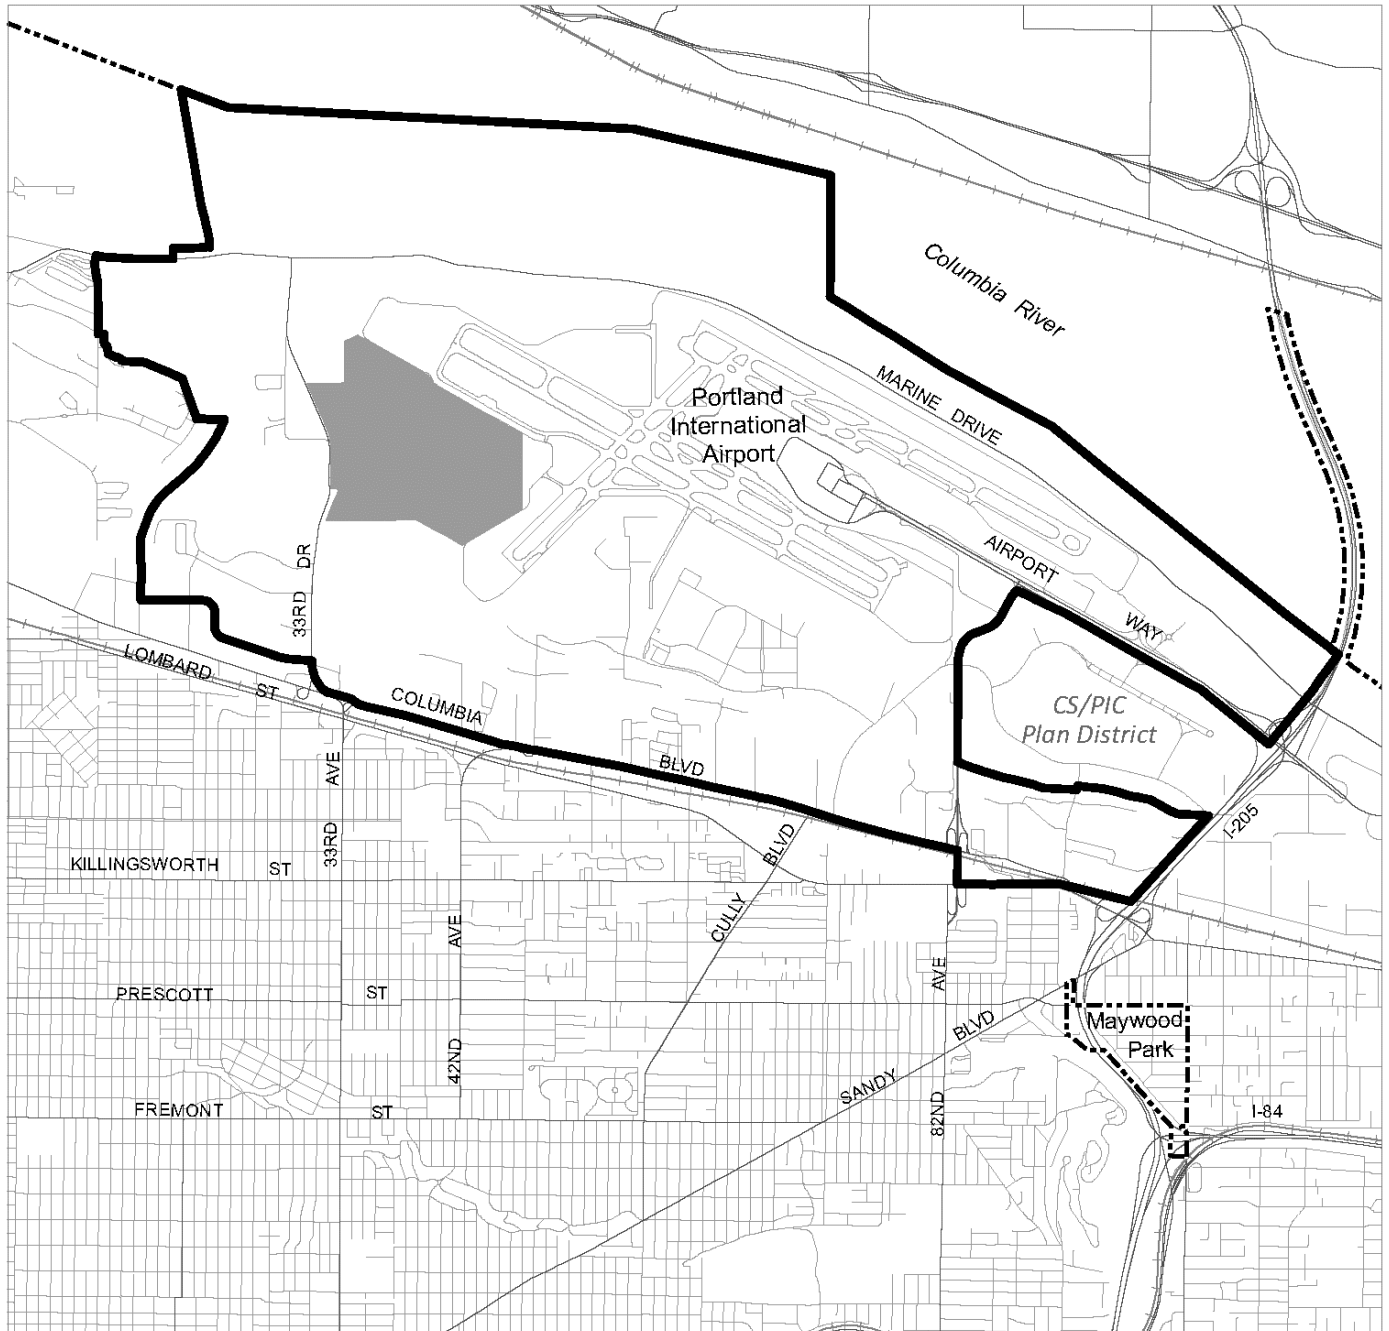 Columbia River
MARINE DRIVE
Portland
International
Airport
AIRPORT
WAY
33RD DR
LOMBARD
ST
COLUMBIA
BLVD
CS/PIC
Plan District
I-205
33RD AVE
KILLINGSWORTH ST
CULLY BLVD
42ND AVE
82ND AVE
PRESCOTT ST
SANDY BLVD
Maywood
Park
FREMONT ST
I-84